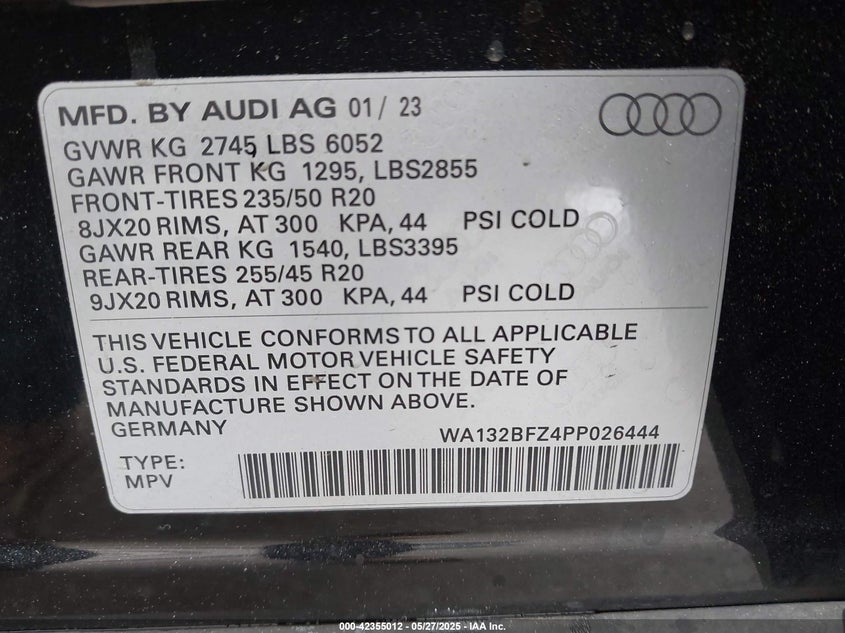 MFD. BY AUDI AG 01/ 23
GVWR KG 2745, LBS 6052
GAWR FRONT KG 1295, LBS2855
FRONT-TIRES 235/50 R20
8JX20 RIMS, AT 300 KPA, 44 PSI COLD
GAWR REAR KG 1540, LBS3395
REAR-TIRES 255/45 R20
9JX20 RIMS, AT 300 KPA, 44 PSI COLD
THIS VEHICLE CONFORMS TO ALL APPLICABLE
U.S. FEDERAL MOTOR VEHICLE SAFETY
STANDARDS IN EFFECT ON THE DATE OF
MANUFACTURE SHOWN ABOVE.
GERMANY
WA132BFZ4PP026444
TYPE:
MPV
000-42355012 - 05/27/2025 - IAA Inc.